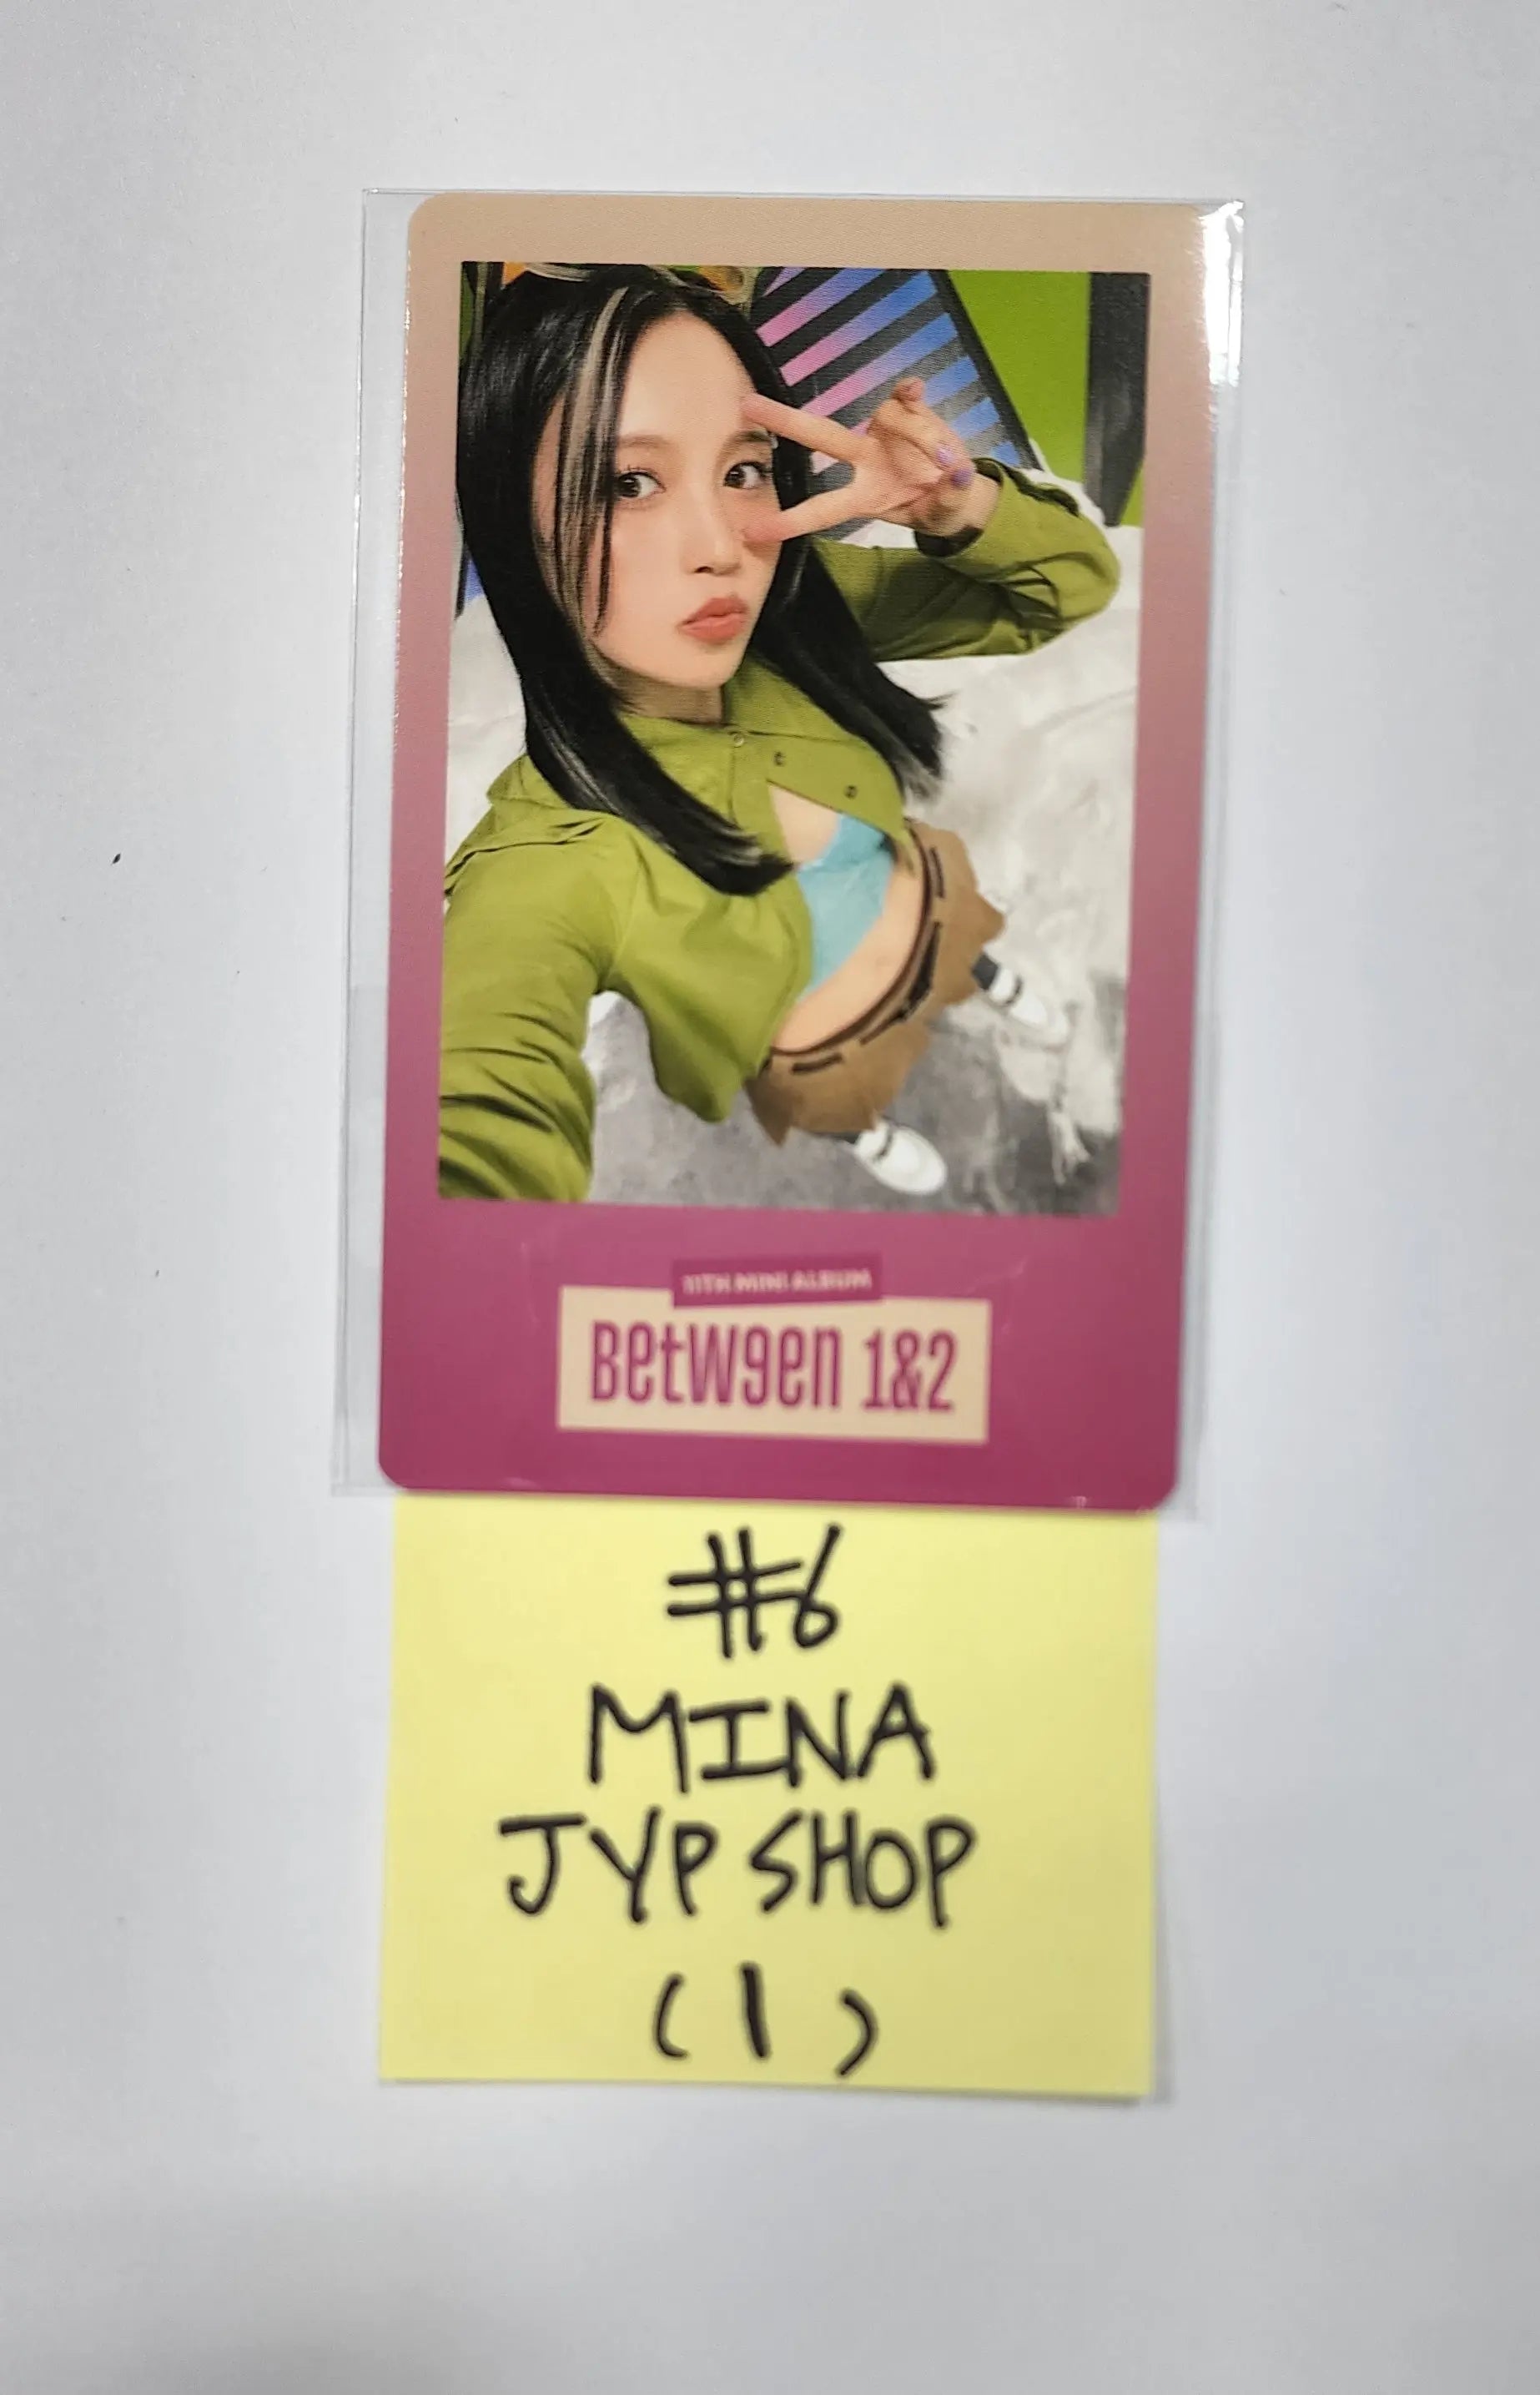 11TH MINI ALBUM
BETW9EN 1&2
#6
MINA
JYP SHOP
(1)